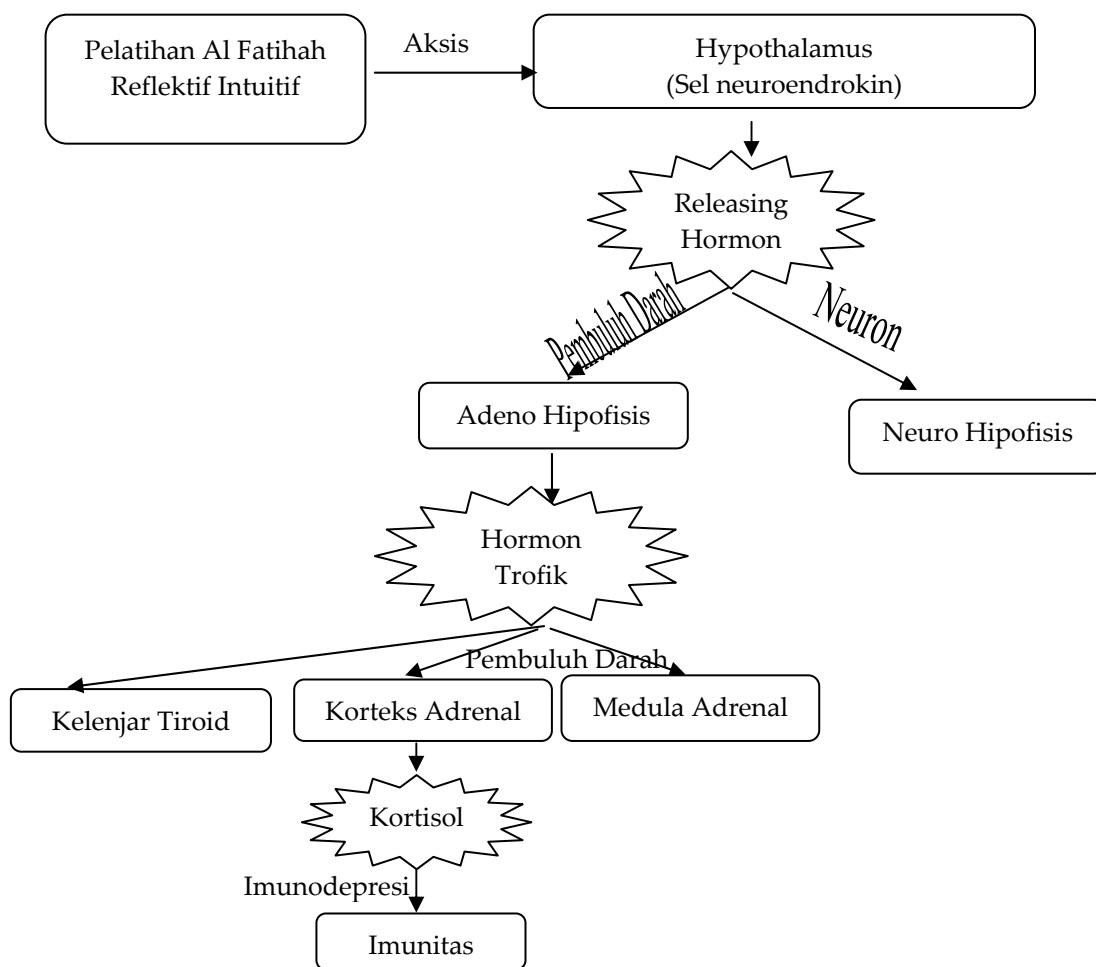 Pelatihan Al Fatihah
Reflektif Intuitif
Aksis
Hypothalamus
(Sel neuroendrokin)
Releasing
Hormon
Pembuluh Darah
Neuron
Adeno Hipofisis
Neuro Hipofisis
Hormon
Trofik
Pembuluh Darah
Kelenjar Tiroid
Korteks Adrenal
Medula Adrenal
Kortisol
Imunodepresi
Imunitas